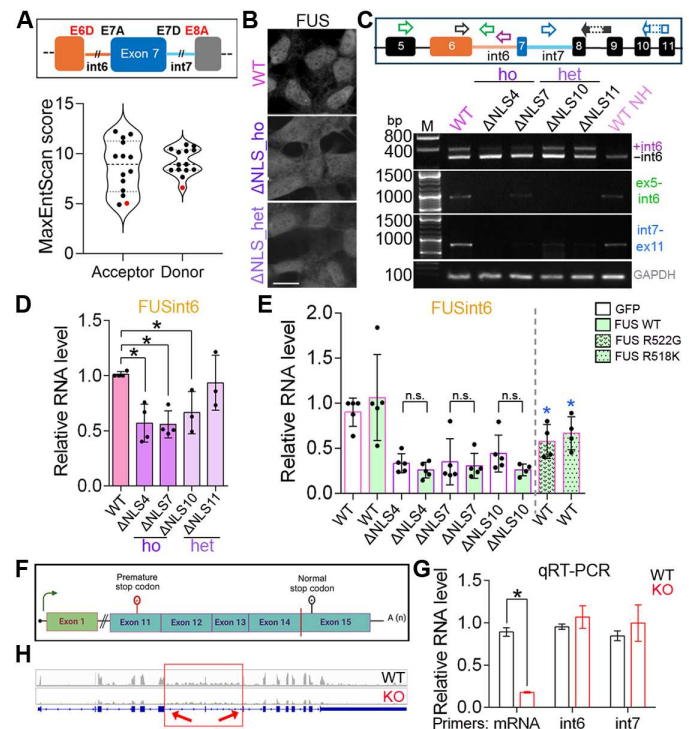 A
E6D E7A E7D E8A
Exon 7
int6 int7
MaxEntScan score
15
10
5
0
Acceptor Donor
B
FUS
WT
ΔNLS_ho
ΔNLS_het
C
5 6 7 8 9 10 11
int6 int7
ho het
bp M WT ΔNLS4 ΔNLS7 ΔNLS10 ΔNLS11 WT NH
800
400
+int6
−int6
1500
1000
ex5-
int6
1500
1000
int7-
ex11
100
GAPDH
D
FUSint6
Relative RNA level
1.5
1.0
0.5
0.0
* * *
WT ΔNLS4 ΔNLS7 ΔNLS10 ΔNLS11
ho het
E
FUSint6
GFP
FUS WT
FUS R522G
FUS R518K
Relative RNA level
2.0
1.5
1.0
0.5
0.0
n.s. n.s. n.s. * *
WT WT ΔNLS4 ΔNLS4 ΔNLS7 ΔNLS7 ΔNLS10 ΔNLS10 WT WT
F
Premature
stop codon
Normal
stop codon
Exon 1 Exon 11 Exon 12 Exon 13 Exon 14 Exon 15 A (n)
G
qRT-PCR
WT
KO
Relative RNA level
1.5
1.0
0.5
0.0
*
Primers: mRNA int6 int7
H
WT
KO